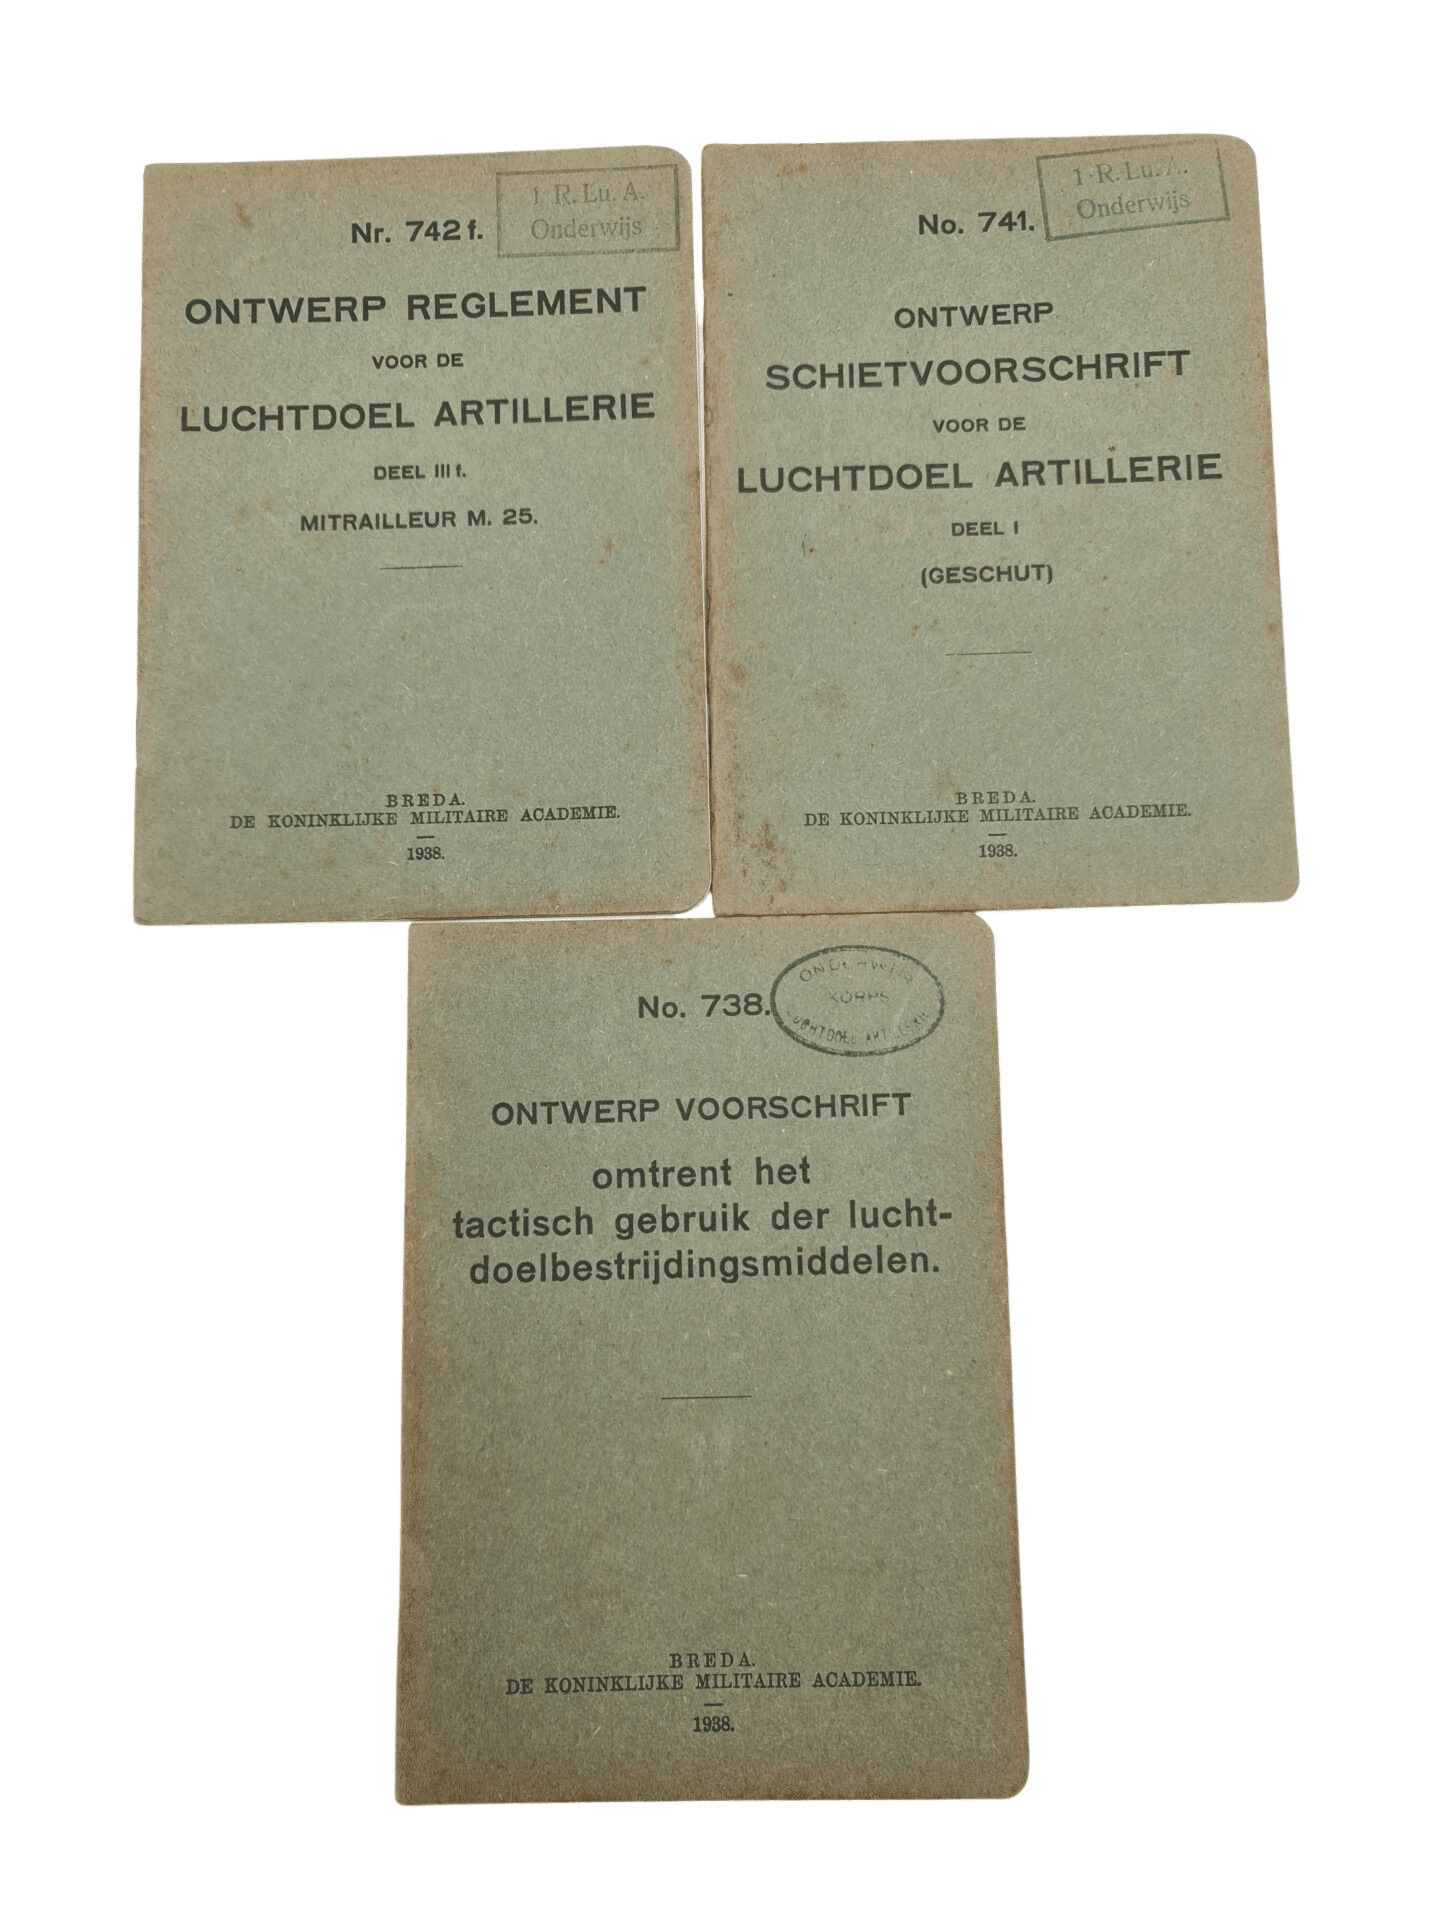 1 R. Lu. A.
Onderwijs
Nr. 742 f.
ONTWERP REGLEMENT
VOOR DE
LUCHTDOEL ARTILLERIE
DEEL III f.
MITRAILLEUR M. 25.
BREDA.
DE KONINKLIJKE MILITAIRE ACADEMIE.
1938.
1 R. Lu. A.
Onderwijs
No. 741.
ONTWERP
SCHIETVOORSCHRIFT
VOOR DE
LUCHTDOEL ARTILLERIE
DEEL I
(GESCHUT)
BREDA.
DE KONINKLIJKE MILITAIRE ACADEMIE.
1938.
No. 738.
KORPS
LUCHTDOEL ARTILLERIE
ONTWERP VOORSCHRIFT
omtrent het
tactisch gebruik der lucht-
doelbestrijdingsmiddelen.
BREDA.
DE KONINKLIJKE MILITAIRE ACADEMIE.
1938.